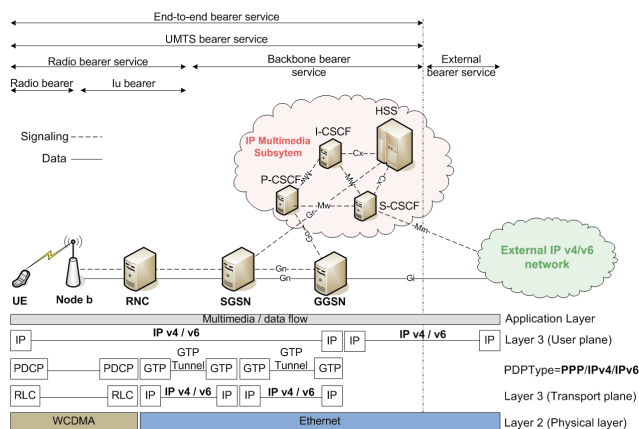 End-to-end bearer service
UMTS bearer service
Radio bearer service
Backbone bearer
service
External
bearer service
Radio bearer
Iu bearer
HSS
Signaling
Data
IP Multimedia
Subsytem
I-CSCF
Cx
Mw
Mw
Cx
P-CSCF
Mw
S-CSCF
Gr
Go
Mm
External IP v4/v6
network
Gn
Gn
Gi
UE
Node b
RNC
SGSN
GGSN
Multimedia / data flow
Application Layer
IP
IP v4 / v6
IP
IP
IP v4 / v6
IP
Layer 3 (User plane)
PDCP
PDCP
GTP
GTP
Tunnel
GTP
GTP
GTP
Tunnel
GTP
PDPType=PPP/IPv4/IPv6
RLC
RLC
IP
IP v4 / v6
IP
IP
IP v4 / v6
IP
Layer 3 (Transport plane)
WCDMA
Ethernet
Layer 2 (Physical layer)